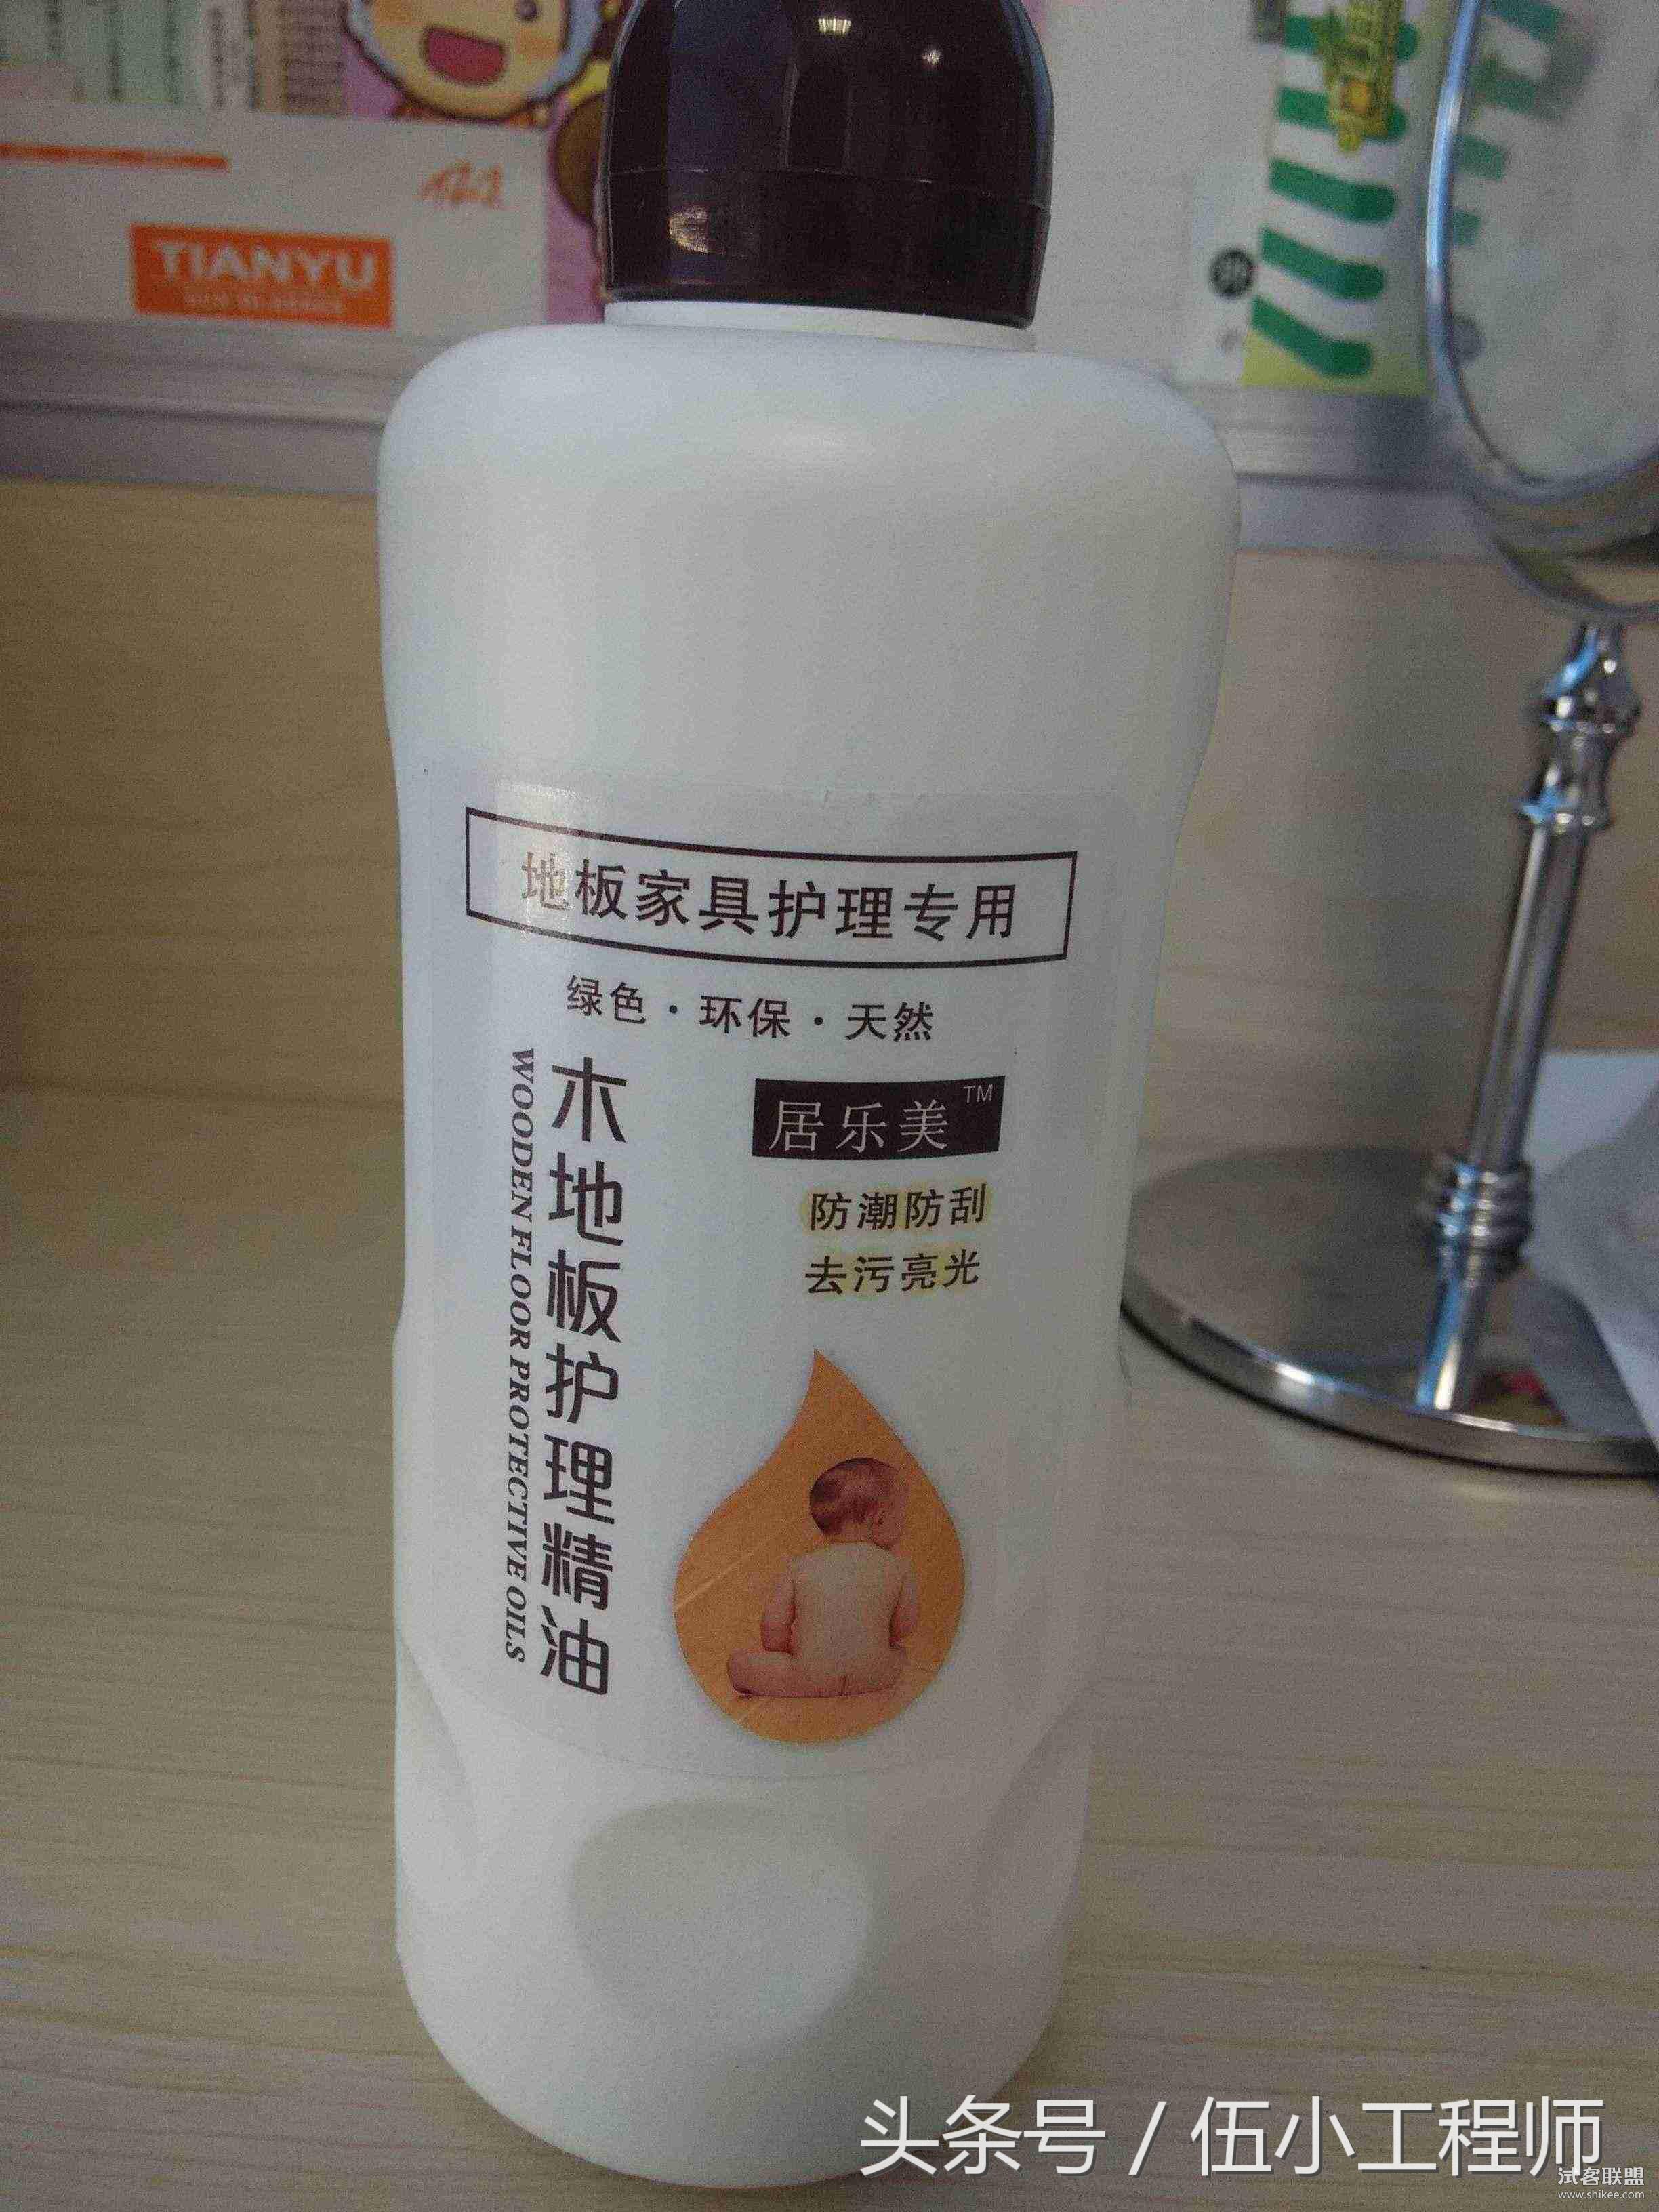 TIANYU
地板家具护理专用
绿色·环保·天然
木地板护理精油
WOODEN FLOOR PROTECTIVE OILS
居乐美™
防潮防刮
去污亮光
头条号 / 伍小工程师
试客联盟
www.shikee.com